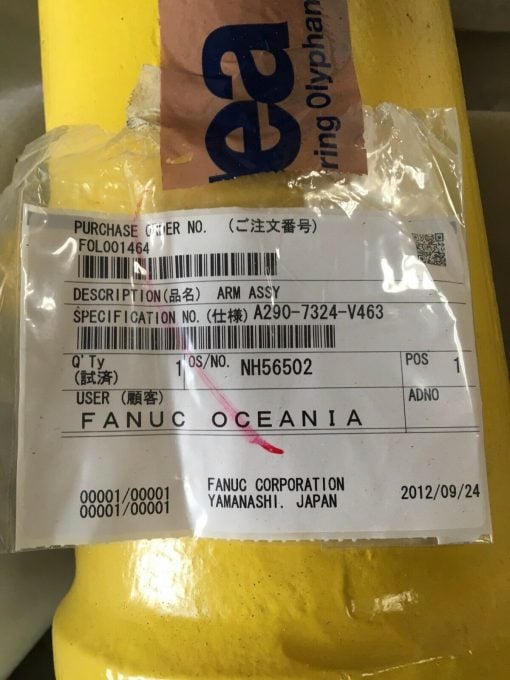 ea
ring Olyphan
PURCHASE ORDER NO. (ご注文番号)
FOL001464
DESCRIPTION(品名) ARM ASSY
SPECIFICATION NO.(仕様) A290-7324-V463
Q'Ty 1 OS/NO. NH56502 POS 1
(試済)
USER (顧客) ADNO
FANUC OCEANIA
00001/00001 FANUC CORPORATION
00001/00001 YAMANASHI. JAPAN 2012/09/24